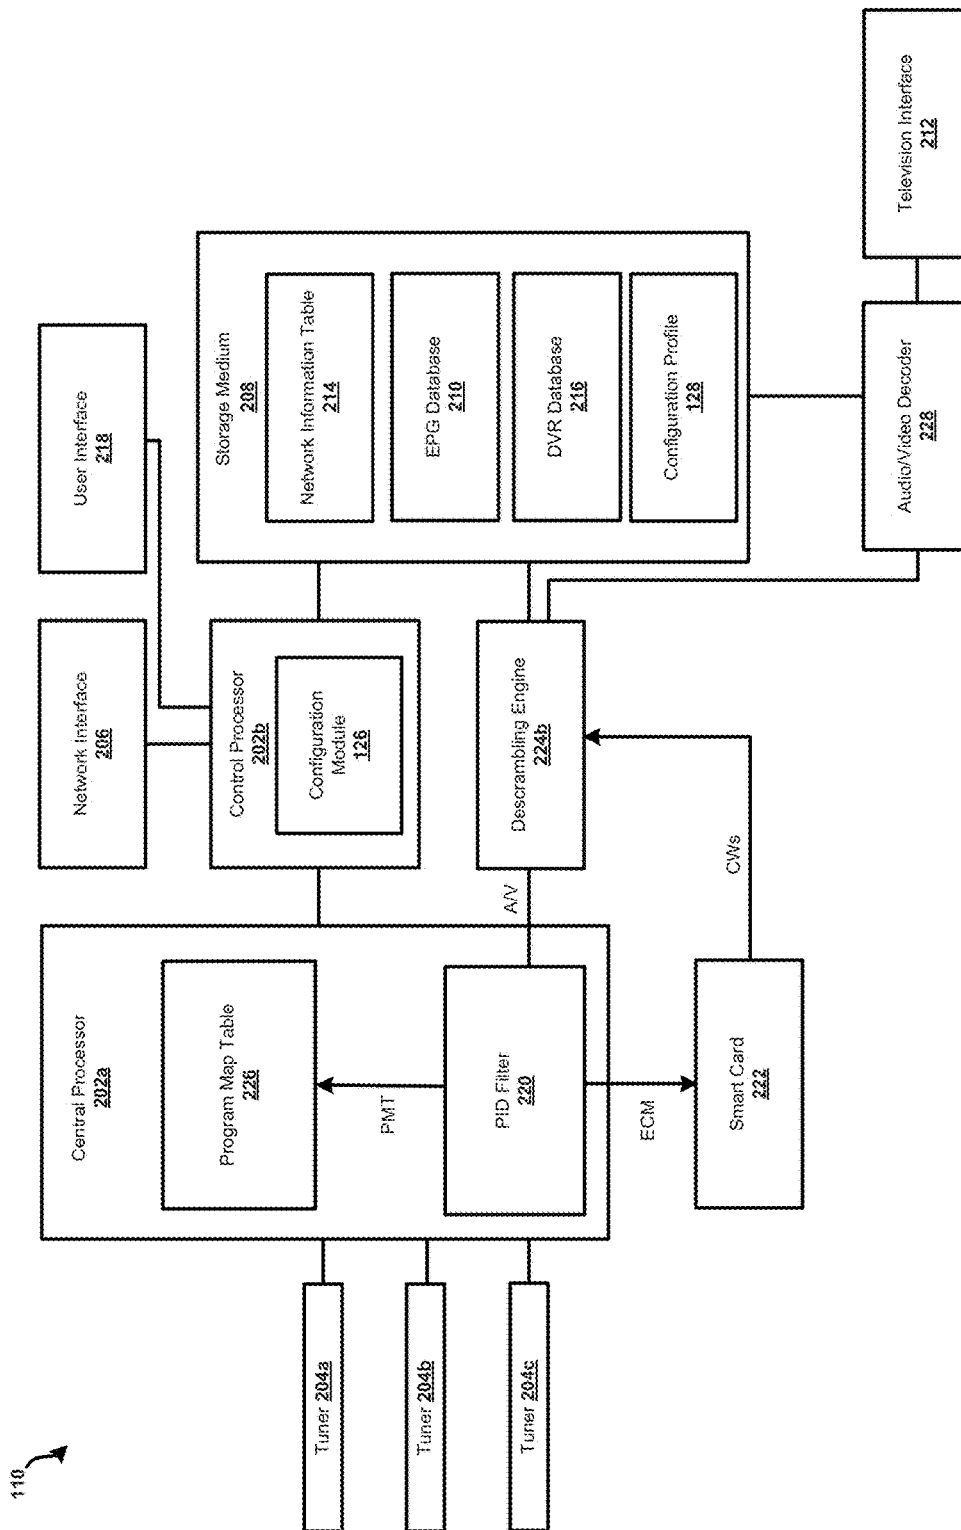 110
Tuner 204a
Tuner 204b
Tuner 204c
Central Processor
202a
Program Map Table
226
PMT
PID Filter
220
ECM
Smart Card
222
A/V
CWs
Network Interface
206
User Interface
218
Control Processor
202b
Configuration
Module
126
Descrambling Engine
224b
Storage Medium
208
Network Information Table
214
EPG Database
210
DVR Database
216
Configuration Profile
128
Audio/Video Decoder
228
Television Interface
212